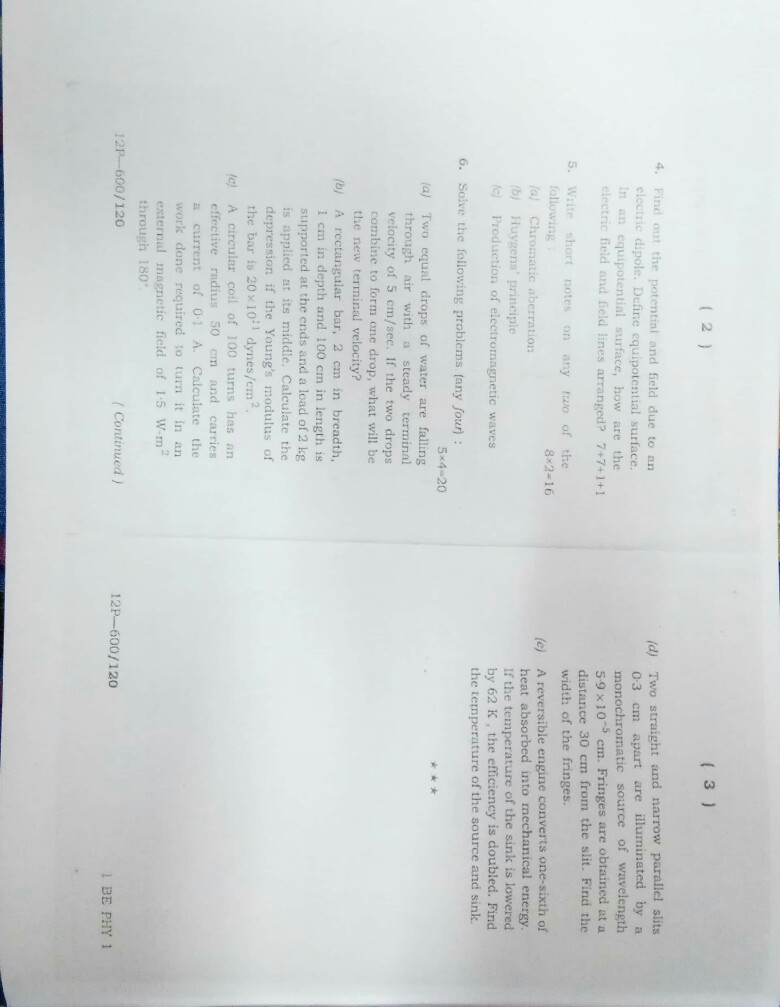 ( 2 )
4. Find out the potential and field due to an
electric dipole. Define equipotential surface.
In an equipotential surface, how are the
electric field and field lines arranged? 7+7+1+1
5. Write short notes on any two of the
following : 8×2=16
(a) Chromatic aberration
(b) Huygens' principle
(c) Production of electromagnetic waves
6. Solve the following problems (any four) :
5×4=20
(a) Two equal drops of water are falling
through air with a steady terminal
velocity of 5 cm/sec. If the two drops
combine to form one drop, what will be
the new terminal velocity?
(b) A rectangular bar, 2 cm in breadth,
1 cm in depth and 100 cm in length is
supported at the ends and a load of 2 kg
is applied at its middle. Calculate the
depression if the Young's modulus of
the bar is 20×10¹¹ dynes/cm².
(c) A circular coil of 100 turns has an
effective radius 50 cm and carries
a current of 0·1 A. Calculate the
work done required to turn it in an
external magnetic field of 1·5 W-m²
through 180°.
12P—600/120 ( Continued )
( 3 )
(d) Two straight and narrow parallel slits
0·3 cm apart are illuminated by a
monochromatic source of wavelength
5·9×10⁻⁵ cm. Fringes are obtained at a
distance 30 cm from the slit. Find the
width of the fringes.
(e) A reversible engine converts one-sixth of
heat absorbed into mechanical energy.
If the temperature of the sink is lowered
by 62 K , the efficiency is doubled. Find
the temperature of the source and sink.
★ ★ ★
12P—600/120 1 BE PHY 1